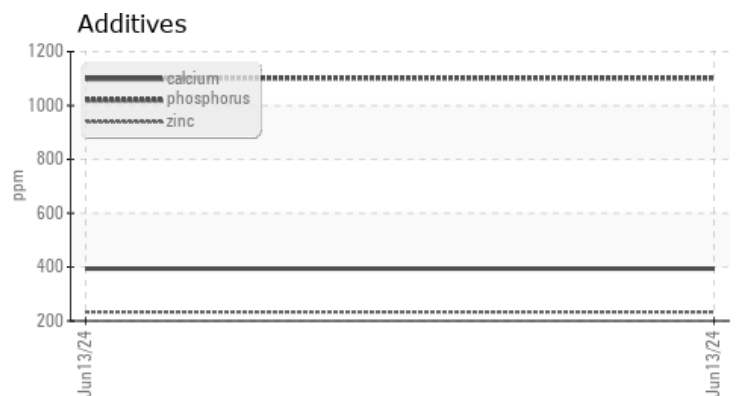 Additives
1200
1000
800
600
400
200
ppm
calcium
phosphorus
zinc
Jun13/24
Jun13/24